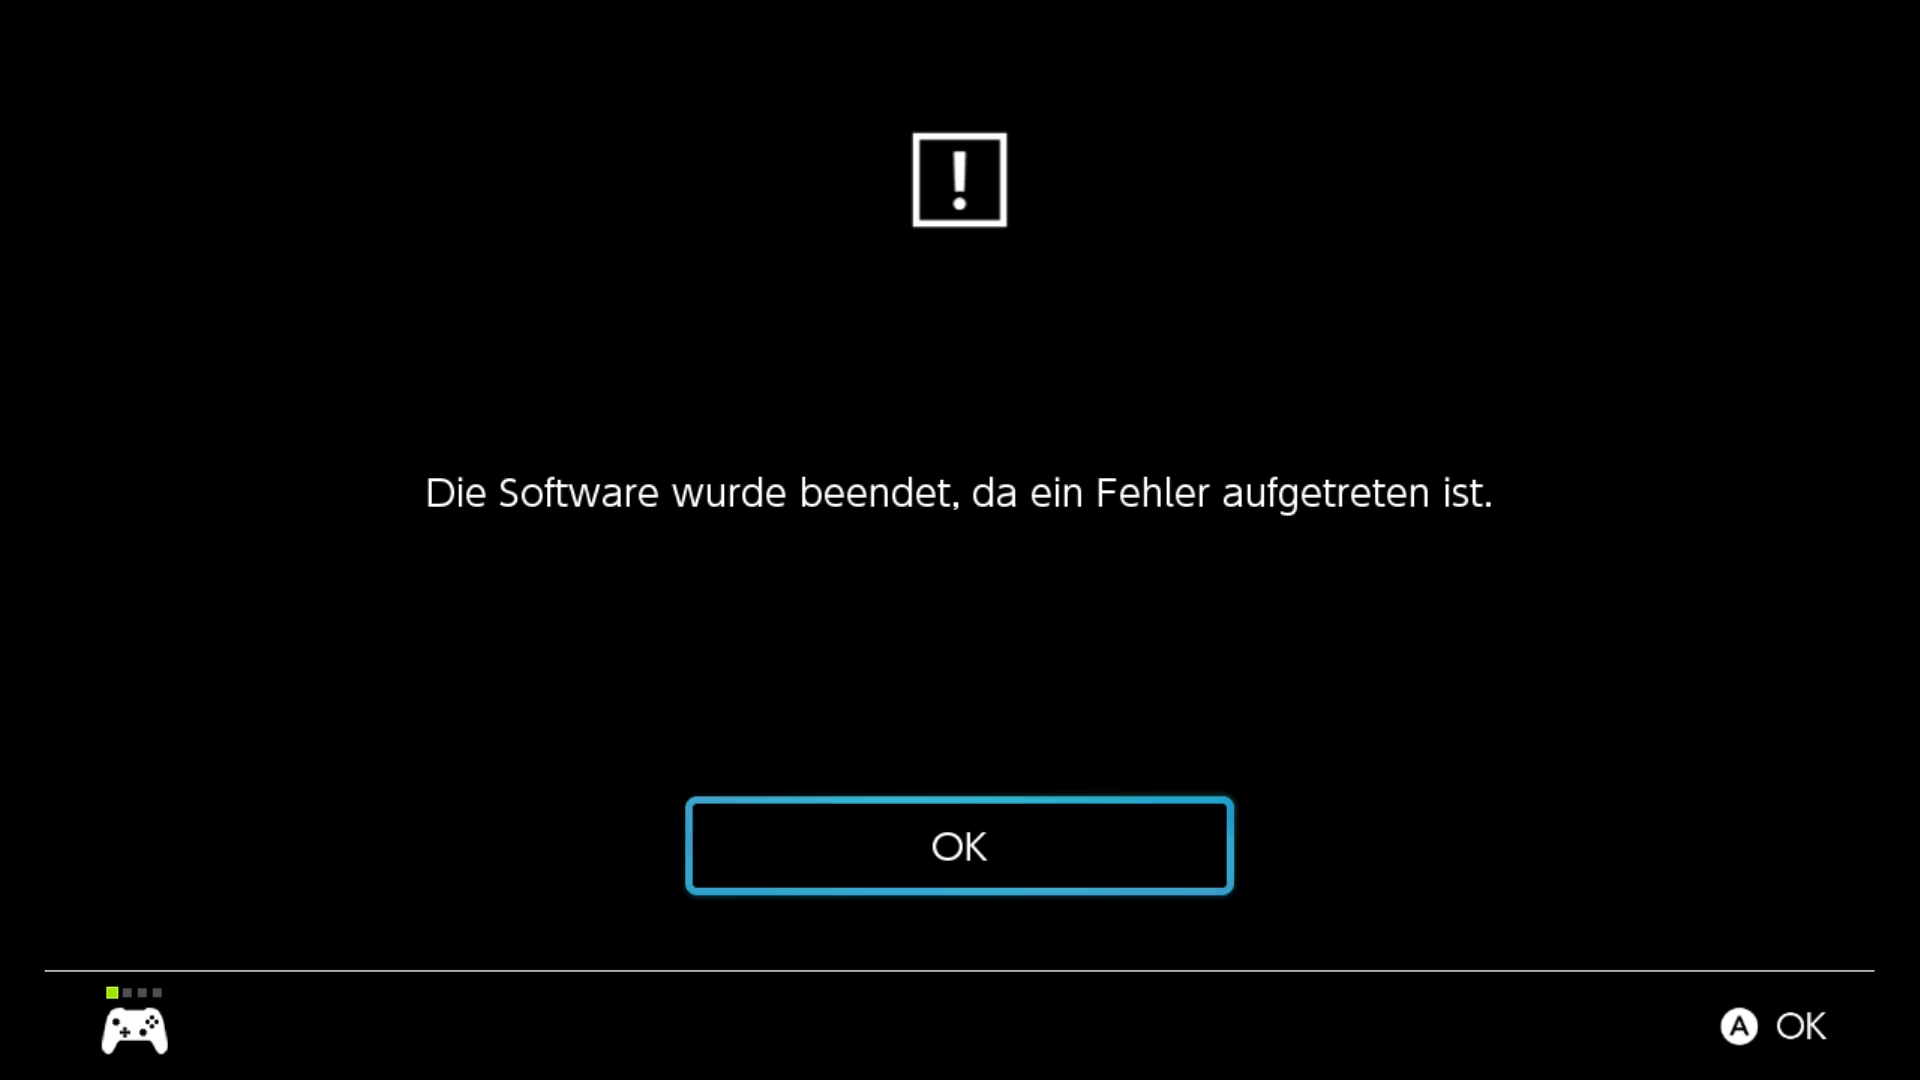 !
Die Software wurde beendet, da ein Fehler aufgetreten ist.
OK
A OK